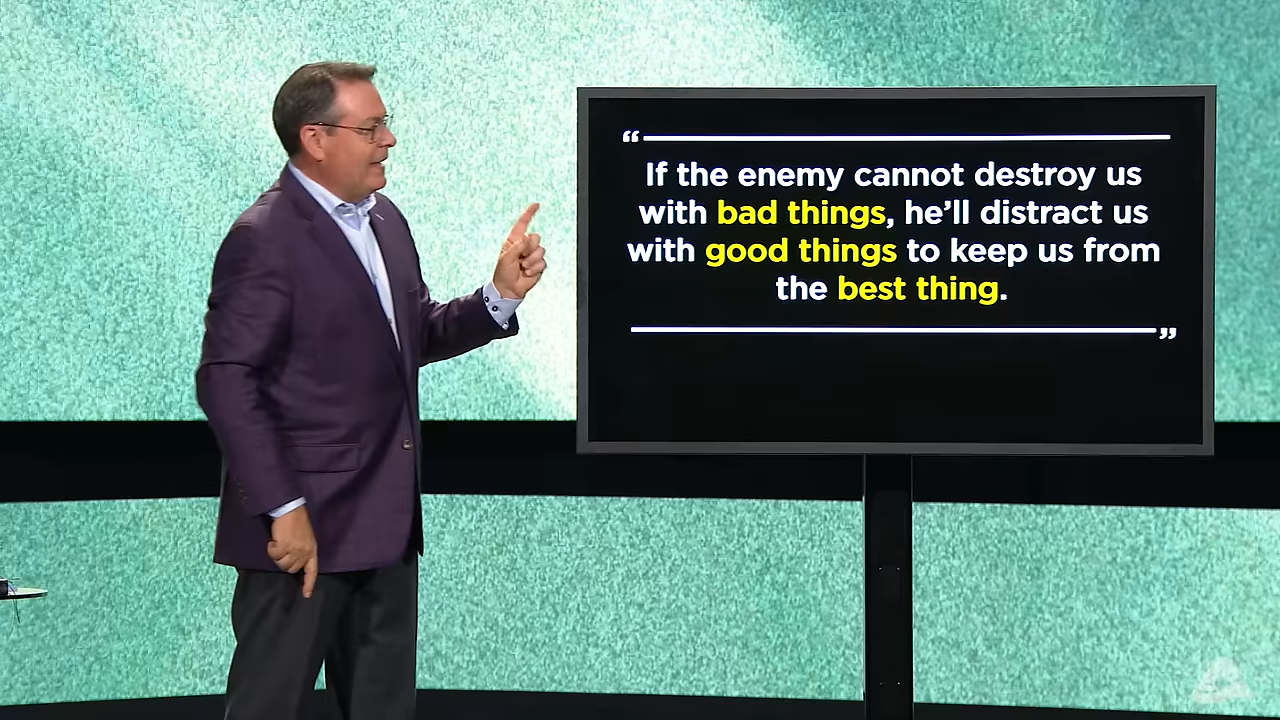 “
If the enemy cannot destroy us
with bad things, he’ll distract us
with good things to keep us from
the best thing.
”